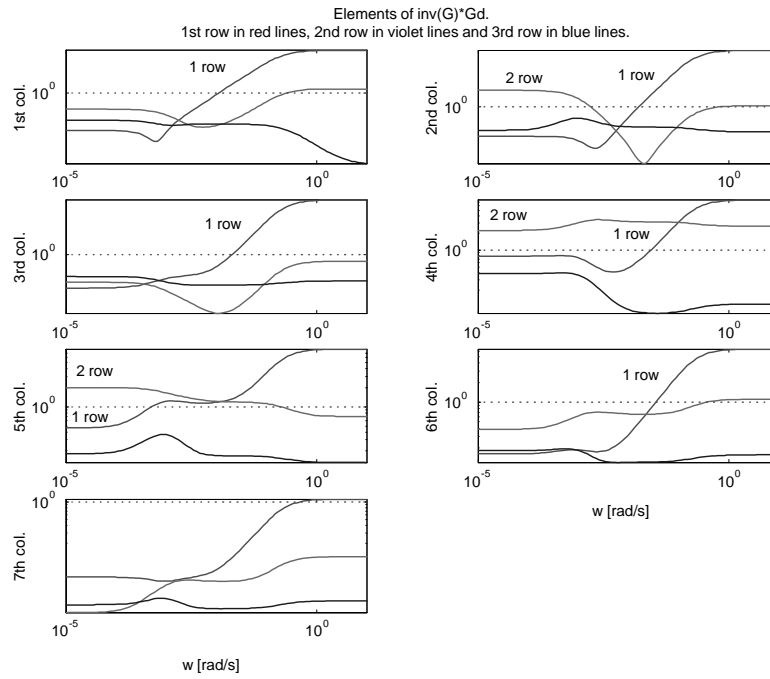 Elements of inv(G)*Gd.
1st row in red lines, 2nd row in violet lines and 3rd row in blue lines.
1 row
10^0
1st col.
10^-5
10^0
2 row
1 row
10^0
2nd col.
10^-5
10^0
1 row
10^0
3rd col.
10^-5
10^0
2 row
1 row
10^0
4th col.
10^-5
10^0
2 row
10^0
1 row
5th col.
10^-5
10^0
1 row
10^0
6th col.
10^-5
10^0
w [rad/s]
10^0
7th col.
10^-5
10^0
w [rad/s]